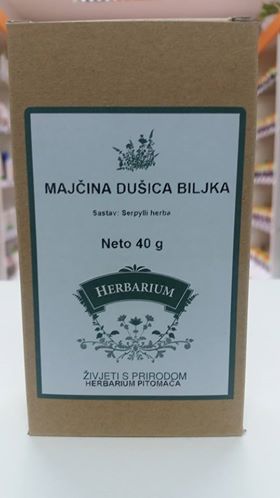 MAJČINA DUŠICA BILJKA
Sastav: Serpylli herba
Neto 40 g
HERBARIUM
ŽIVJETI S PRIRODOM
HERBARIUM PITOMAČA